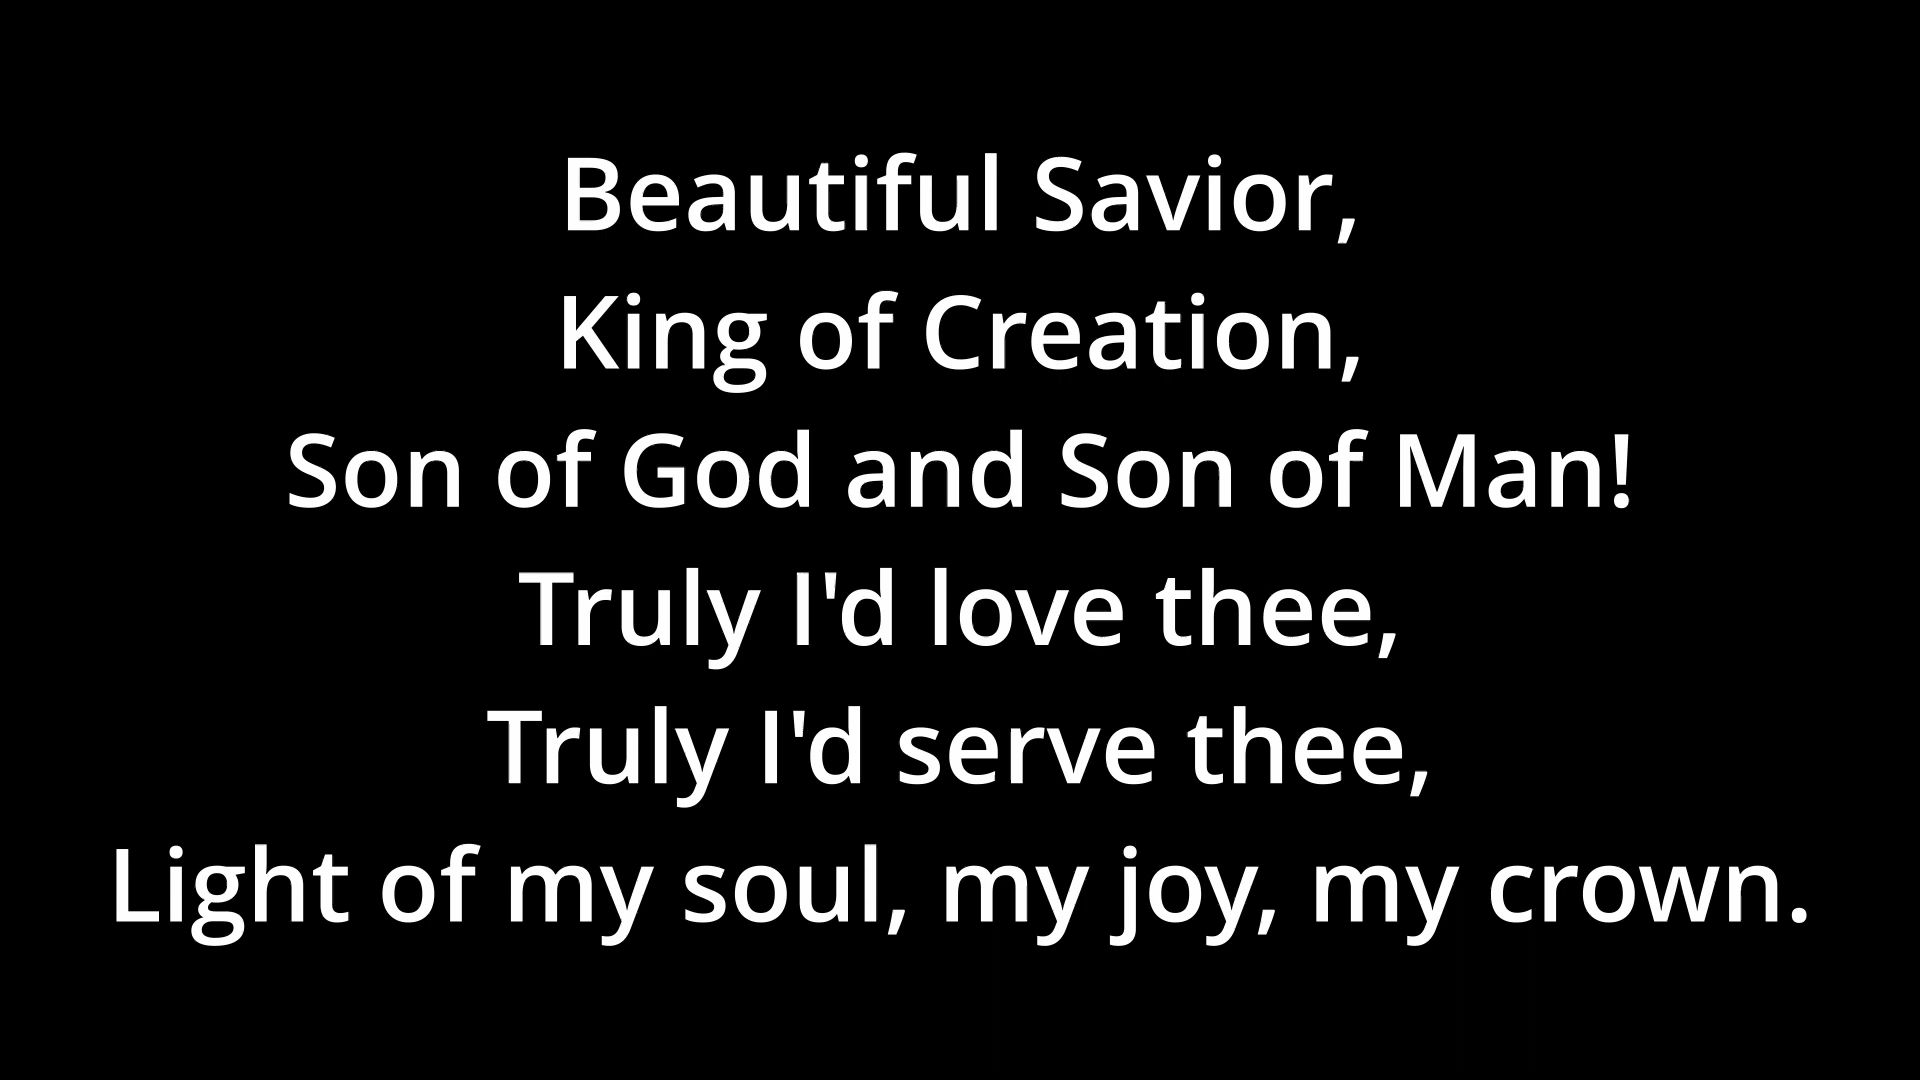 Beautiful Savior,
King of Creation,
Son of God and Son of Man!
Truly I'd love thee,
Truly I'd serve thee,
Light of my soul, my joy, my crown.